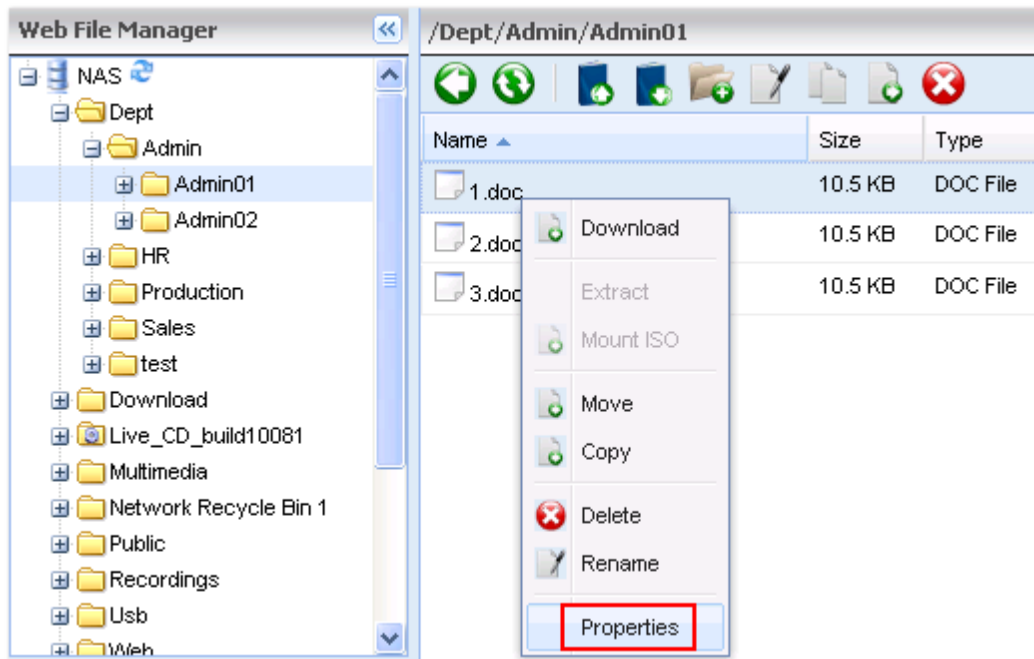 Web File Manager
NAS
Dept
Admin
Admin01
Admin02
HR
Production
Sales
test
Download
Live_CD_build10081
Multimedia
Network Recycle Bin 1
Public
Recordings
Usb
Web
/Dept/Admin/Admin01
Name Size Type
1.doc 10.5 KB DOC File
2.doc 10.5 KB DOC File
3.doc 10.5 KB DOC File
Download
Extract
Mount ISO
Move
Copy
Delete
Rename
Properties